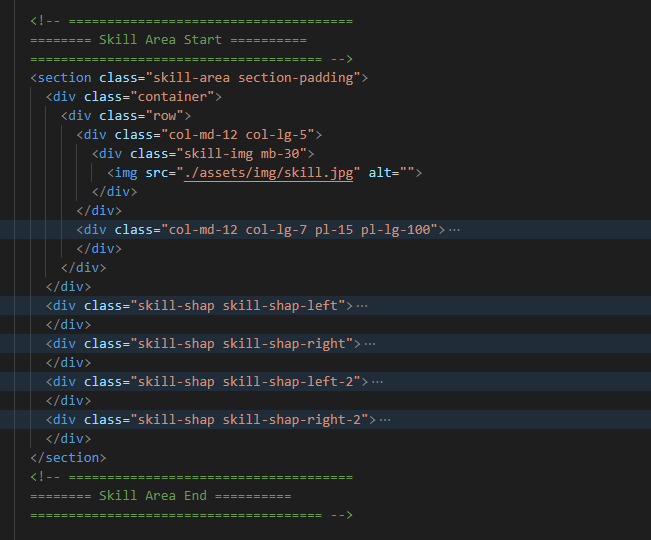 <!-- =====================================
======== Skill Area Start ==========
====================================== -->
<section class="skill-area section-padding">
<div class="container">
<div class="row">
<div class="col-md-12 col-lg-5">
<div class="skill-img mb-30">
<img src="./assets/img/skill.jpg" alt="">
</div>
</div>
<div class="col-md-12 col-lg-7 pl-15 pl-lg-100">...
</div>
</div>
</div>
<div class="skill-shap skill-shap-left">...
</div>
<div class="skill-shap skill-shap-right">...
</div>
<div class="skill-shap skill-shap-left-2">...
</div>
<div class="skill-shap skill-shap-right-2">...
</div>
</section>
<!-- =====================================
======== Skill Area End ==========
====================================== -->